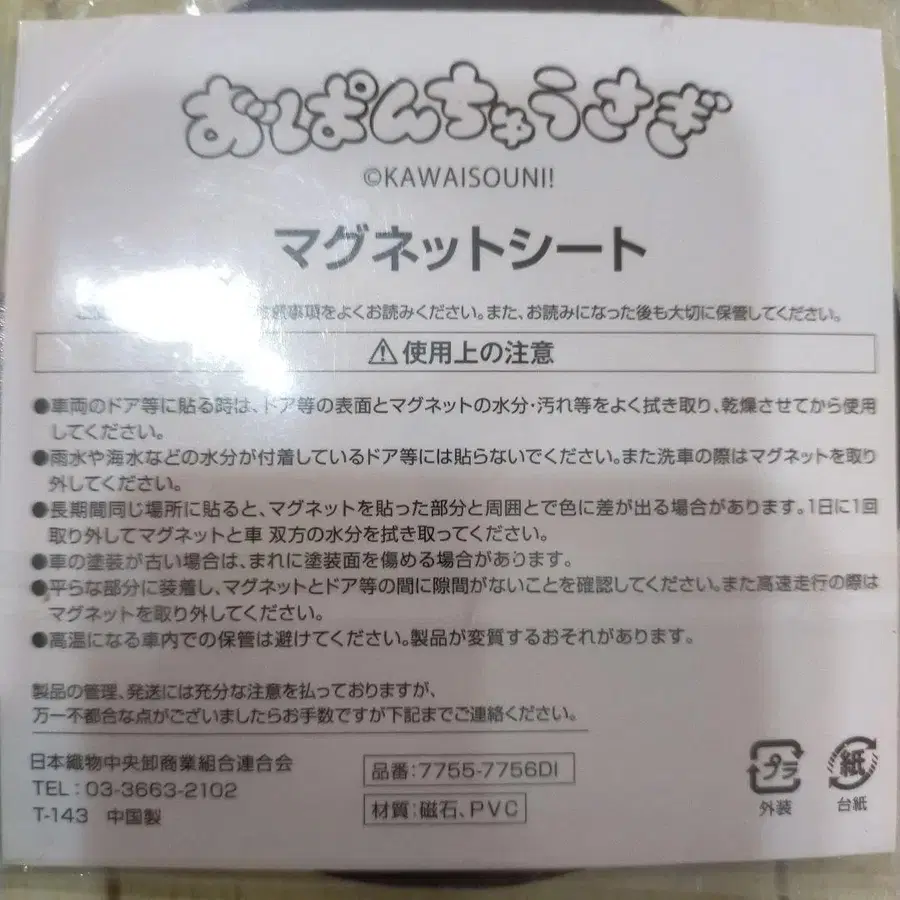 おぱんちゅうさぎ
©KAWAISOUNI!
マグネットシート
事項をよくお読みください。また、お読みになった後も大切に保管してください。
⚠使用上の注意
●車両のドア等に貼る時は、ドア等の表面とマグネットの水分・汚れ等をよく拭き取り、乾燥させてから使用
してください。
●雨水や海水などの水分が付着しているドア等には貼らないでください。また洗車の際はマグネットを取り
外してください。
●長期間同じ場所に貼ると、マグネットを貼った部分と周囲とで色に差が出る場合があります。1日に1回
取り外してマグネットと車 双方の水分を拭き取ってください。
●車の塗装が古い場合は、まれに塗装面を傷める場合があります。
●平らな部分に装着し、マグネットとドア等の間に隙間がないことを確認してください。また高速走行の際は
マグネットを取り外してください。
●高温になる車内での保管は避けてください。製品が変質するおそれがあります。
製品の管理、発送には充分な注意を払っておりますが、
万一不都合な点がございましたらお手数ですが下記までご連絡ください。
日本織物中央卸商業組合連合会
TEL：03-3663-2102
T-143 中国製
品番：7755-7756DI
材質：磁石、PVC
プラ
外装
紙
台紙